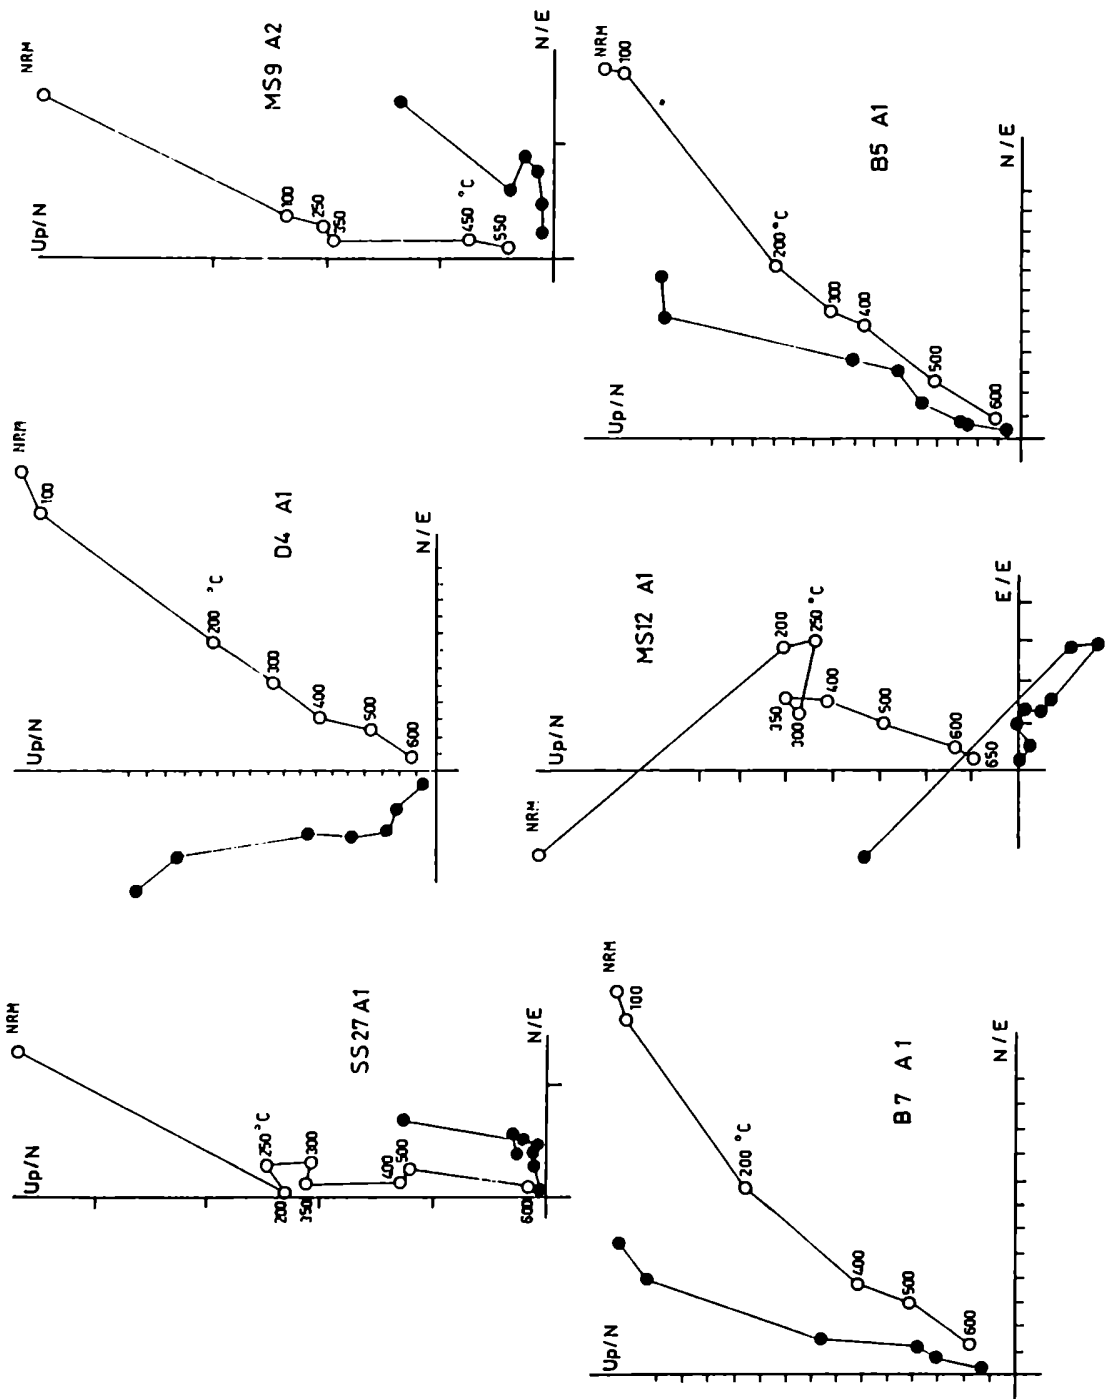 Up/N
NRM
100
250
350
450 °C
550
MS9 A2
N/E
Up/N
NRM
100
200 °C
300
400
500
600
D4 A1
N/E
Up/N
NRM
250°C
200
300
350
400
500
600
SS27 A1
N/E
Up/N
NRM
100
200°C
300
400
500
600
B5 A1
N/E
Up/N
NRM
200
250 °C
350
300
400
500
600
650
MS12 A1
E/E
Up/N
NRM
100
200 °C
400
500
600
B7 A1
N/E